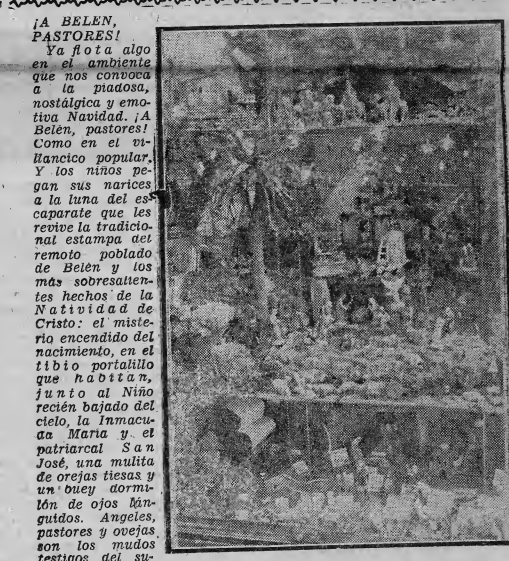 ¡A BELEN,
PASTORES!
Ya flota algo
en el ambiente
que nos convoca
a la piadosa,
nostálgica y emo-
tiva Navidad. ¡A
Belén, pastores!
Como en el vi-
llancico popular.
Y los niños pe-
gan sus narices
a la luna del es-
caparate que les
revive la tradicio-
nal estampa del
remoto poblado
de Belén y los
más sobresalien-
tes hechos de la
Natividad de
Cristo: el miste-
rio encendido del
nacimiento, en el
tibio portalillo
que habitan,
junto al Niño
recién bajado del
cielo, la Inmacu-
da María y el
patriarcal San
José, una mulita
de orejas tiesas y
un buey dormi-
lón de ojos lán-
guidos. Angeles,
pastores y ovejas
son los mudos
testigos del su-